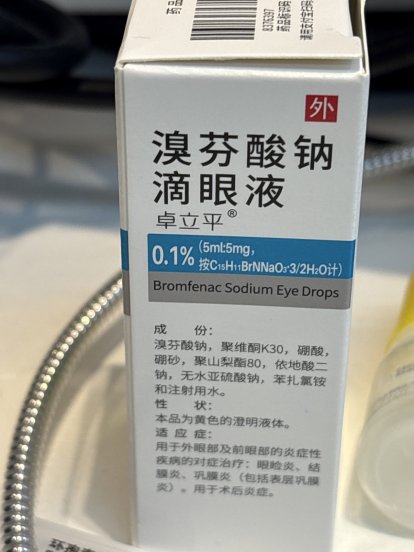 外
溴芬酸钠
滴眼液
卓立平®
0.1% (5ml:5mg,
按C₁₅H₁₁BrNNaO₃·3/2H₂O计)
Bromfenac Sodium Eye Drops
成 份：
溴芬酸钠，聚维酮K30，硼酸，
硼砂，聚山梨酯80，依地酸二
钠，无水亚硫酸钠，苯扎氯铵
和注射用水。
性 状：
本品为黄色的澄明液体。
适 应 症：
用于外眼部及前眼部的炎症性
疾病的对症治疗：眼睑炎、结
膜炎、巩膜炎（包括表层巩膜
炎）。用于术后炎症。